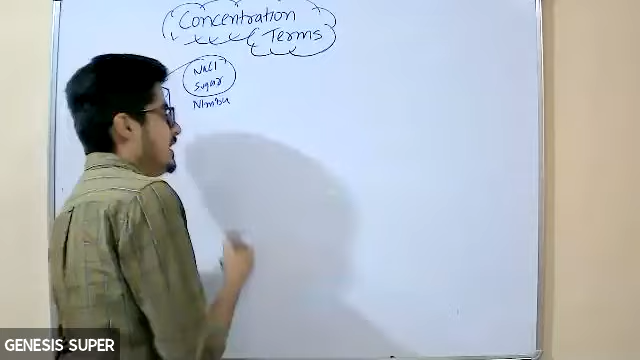 Concentration
Terms
NaCl
Sugar
Nimbu
GENESIS SUPER